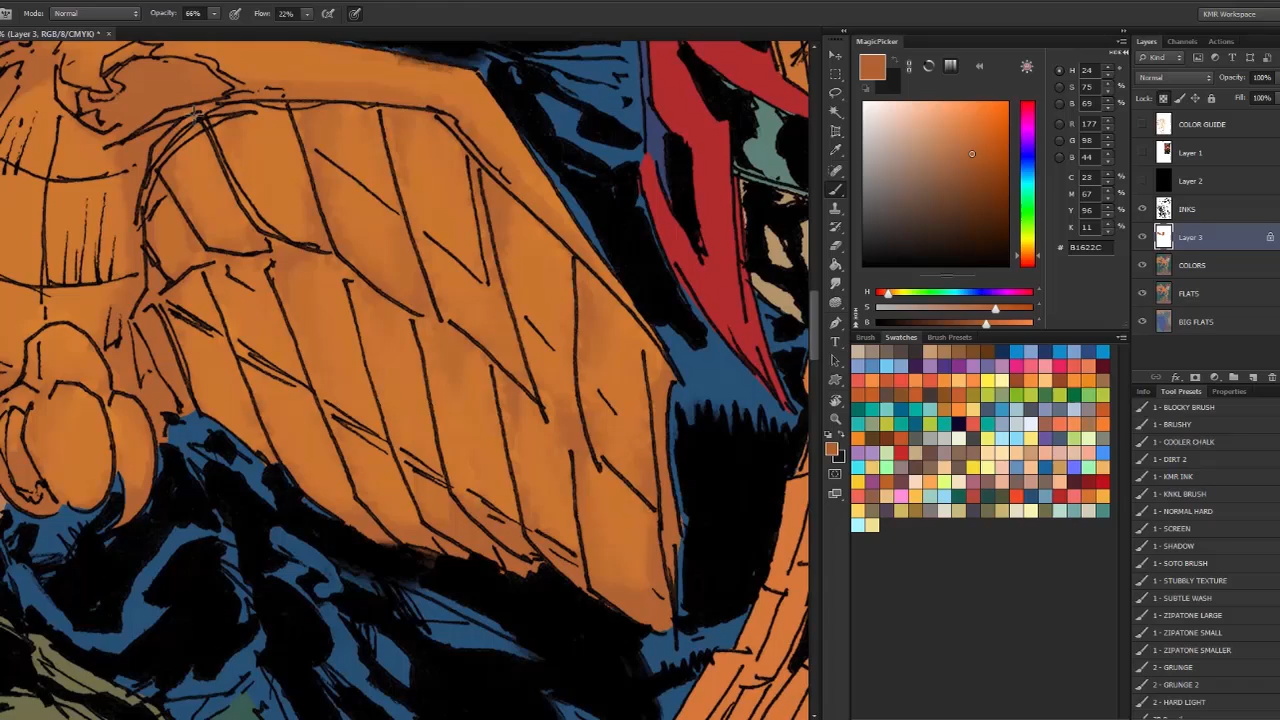 Mode: Normal Opacity: 66% Flow: 22% KMR Workspace
% (Layer 3, RGB/8/CMYK) * ×
MagicPicker
H 24
S 75
B 69
R 177
G 98
B 44
C 23 %
M 67 %
Y 96 %
K 11 %
# B1622C
H
S
B
Brush Swatches Brush Presets
Layers Channels Actions
Kind
Normal Opacity: 100%
Lock: Fill: 100%
COLOR GUIDE
Layer 1
Layer 2
INKS
Layer 3
COLORS
FLATS
BIG FLATS
Info Tool Presets Properties
1 - BLOCKY BRUSH
1 - BRUSHY
1 - COOLER CHALK
1 - DIRT 2
1 - KMR INK
1 - KNKL BRUSH
1 - NORMAL HARD
1 - SCREEN
1 - SHADOW
1 - SOTO BRUSH
1 - STUBBLY TEXTURE
1 - SUBTLE WASH
1 - ZIPATONE LARGE
1 - ZIPATONE SMALL
1 - ZIPATONE SMALLER
2 - GRUNGE
2 - GRUNGE 2
2 - HARD LIGHT